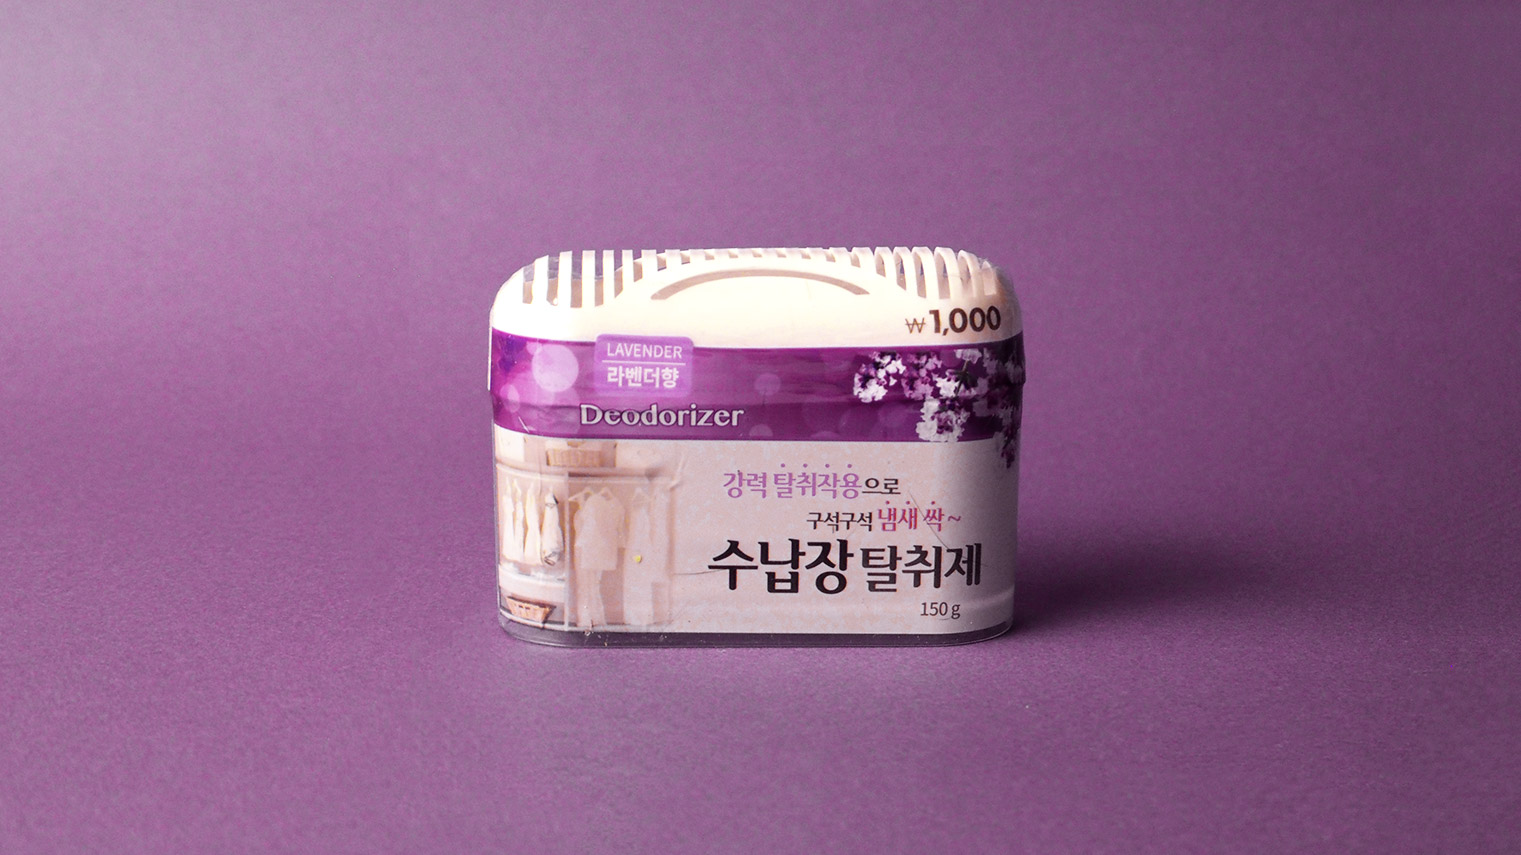 ₩1,000
LAVENDER
라벤더향
Deodorizer
강력 탈취작용으로
구석구석 냄새 싹~
수납장 탈취제
150 g